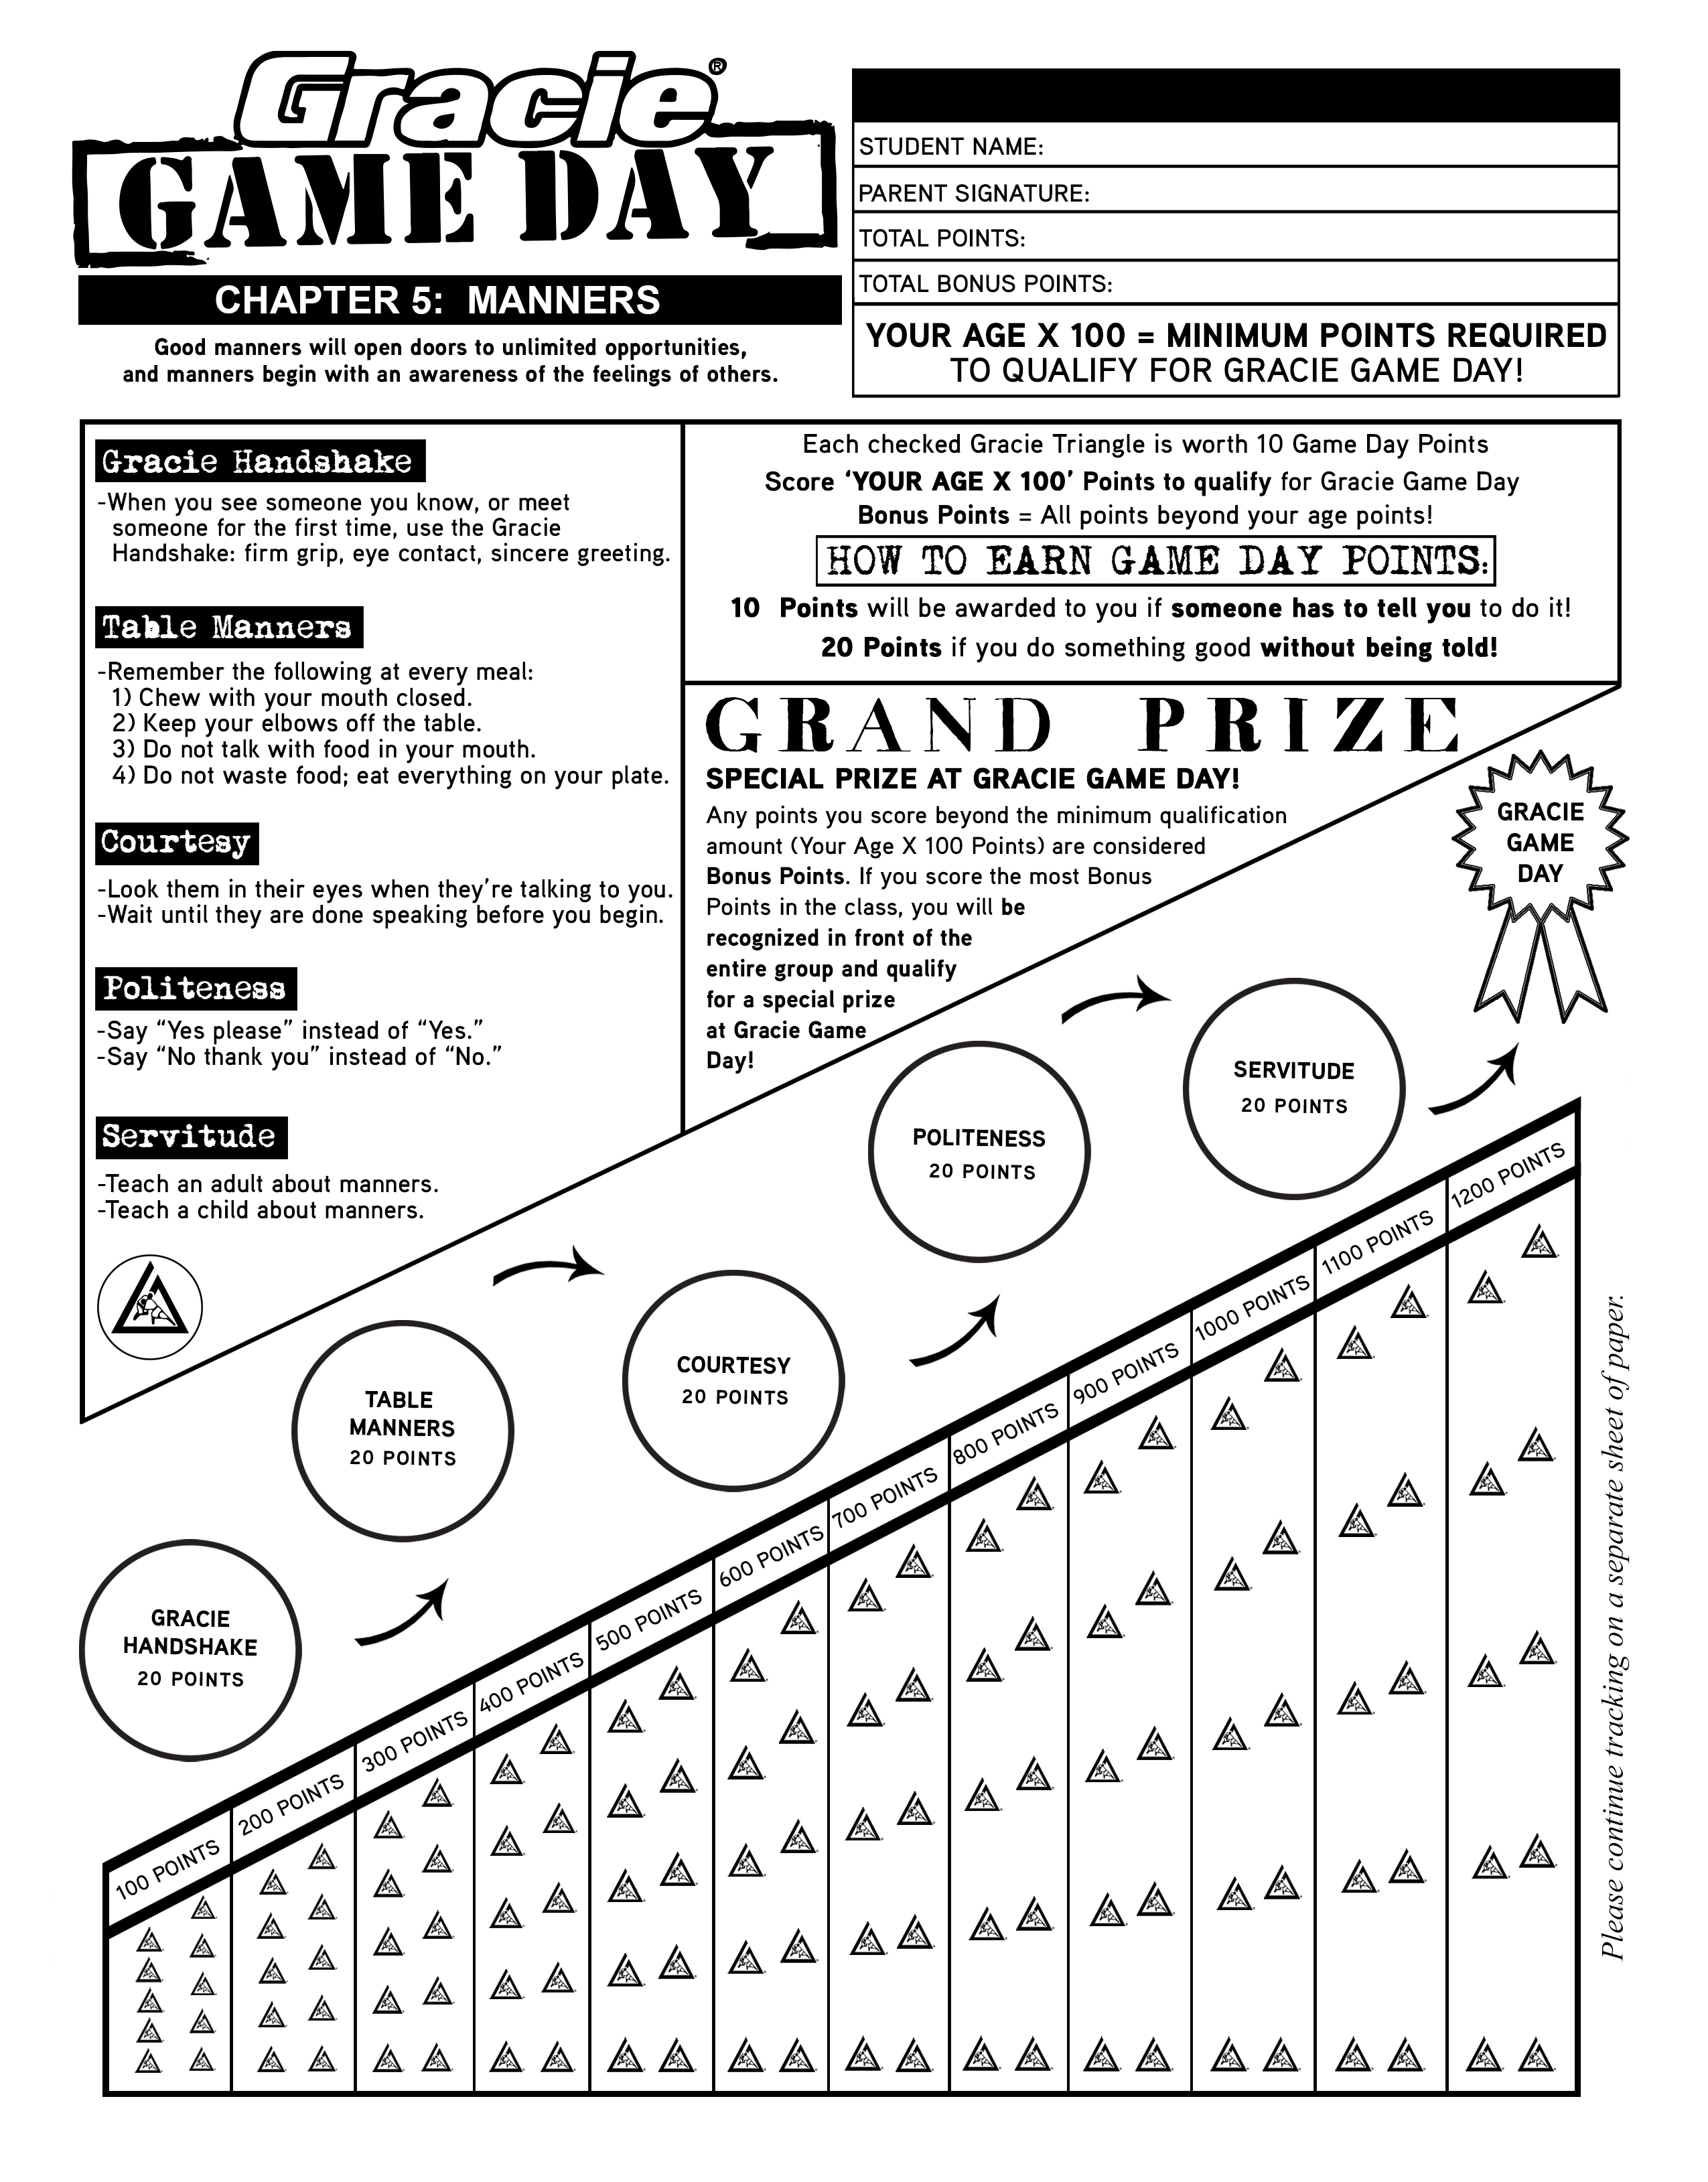 Gracie®
GAME DAY
CHAPTER 5: MANNERS
Good manners will open doors to unlimited opportunities,
and manners begin with an awareness of the feelings of others.
STUDENT NAME:
PARENT SIGNATURE:
TOTAL POINTS:
TOTAL BONUS POINTS:
YOUR AGE X 100 = MINIMUM POINTS REQUIRED
TO QUALIFY FOR GRACIE GAME DAY!
Gracie Handshake
-When you see someone you know, or meet
someone for the first time, use the Gracie
Handshake: firm grip, eye contact, sincere greeting.
Table Manners
-Remember the following at every meal:
1) Chew with your mouth closed.
2) Keep your elbows off the table.
3) Do not talk with food in your mouth.
4) Do not waste food; eat everything on your plate.
Courtesy
-Look them in their eyes when they’re talking to you.
-Wait until they are done speaking before you begin.
Politeness
-Say “Yes please” instead of “Yes.”
-Say “No thank you” instead of “No.”
Servitude
-Teach an adult about manners.
-Teach a child about manners.
Each checked Gracie Triangle is worth 10 Game Day Points
Score ‘YOUR AGE X 100’ Points to qualify for Gracie Game Day
Bonus Points = All points beyond your age points!
HOW TO EARN GAME DAY POINTS:
10 Points will be awarded to you if someone has to tell you to do it!
20 Points if you do something good without being told!
GRAND PRIZE
SPECIAL PRIZE AT GRACIE GAME DAY!
Any points you score beyond the minimum qualification
amount (Your Age X 100 Points) are considered
Bonus Points. If you score the most Bonus
Points in the class, you will be
recognized in front of the
entire group and qualify
for a special prize
at Gracie Game
Day!
GRACIE
GAME
DAY
GRACIE
HANDSHAKE
20 POINTS
TABLE
MANNERS
20 POINTS
COURTESY
20 POINTS
POLITENESS
20 POINTS
SERVITUDE
20 POINTS
100 POINTS
200 POINTS
300 POINTS
400 POINTS
500 POINTS
600 POINTS
700 POINTS
800 POINTS
900 POINTS
1000 POINTS
1100 POINTS
1200 POINTS
Please continue tracking on a separate sheet of paper.